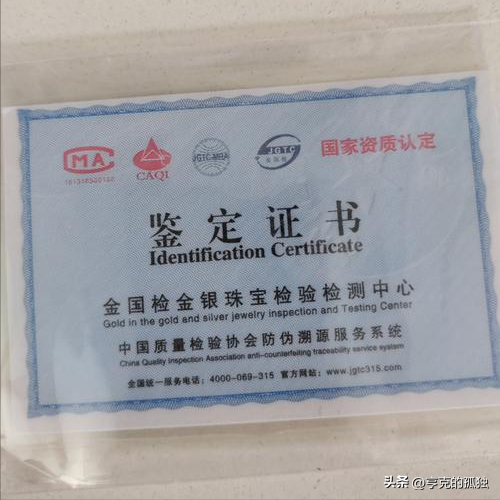 MA
CAQI
JGTC-MBA
JGTC
国家资质认定
鉴定证书
Identification Certificate
金国检金银珠宝检验检测中心
Gold in the gold and silver jewelry inspection and Testing Center
中国质量检验协会防伪溯源服务系统
China Quality Inspection Association anti-counterfeiting traceability service system
全国统一服务电话：4000-069-315 官方网站：www.jgtc315.com
头条 @亨克的孤独